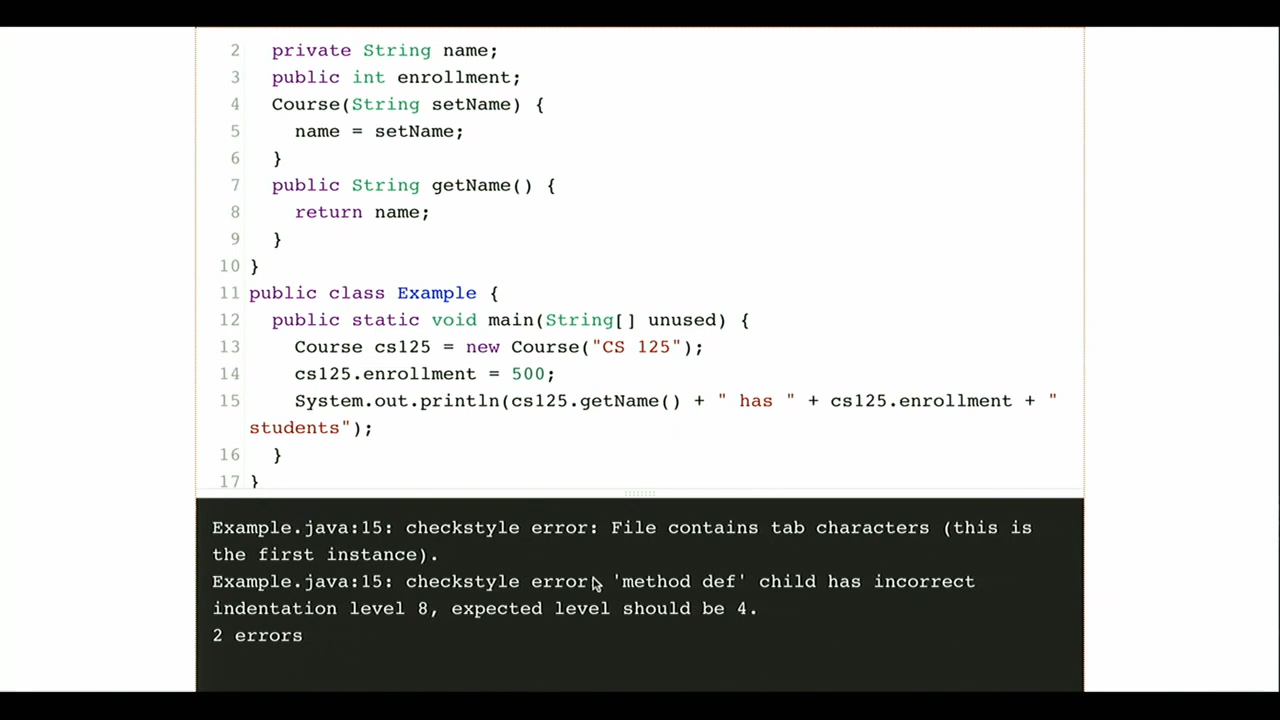 2 private String name;
3 public int enrollment;
4 Course(String setName) {
5 name = setName;
6 }
7 public String getName() {
8 return name;
9 }
10 }
11 public class Example {
12 public static void main(String[] unused) {
13 Course cs125 = new Course("CS 125");
14 cs125.enrollment = 500;
15 System.out.println(cs125.getName() + " has " + cs125.enrollment + "
students");
16 }
17 }
Example.java:15: checkstyle error: File contains tab characters (this is
the first instance).
Example.java:15: checkstyle error: 'method def' child has incorrect
indentation level 8, expected level should be 4.
2 errors